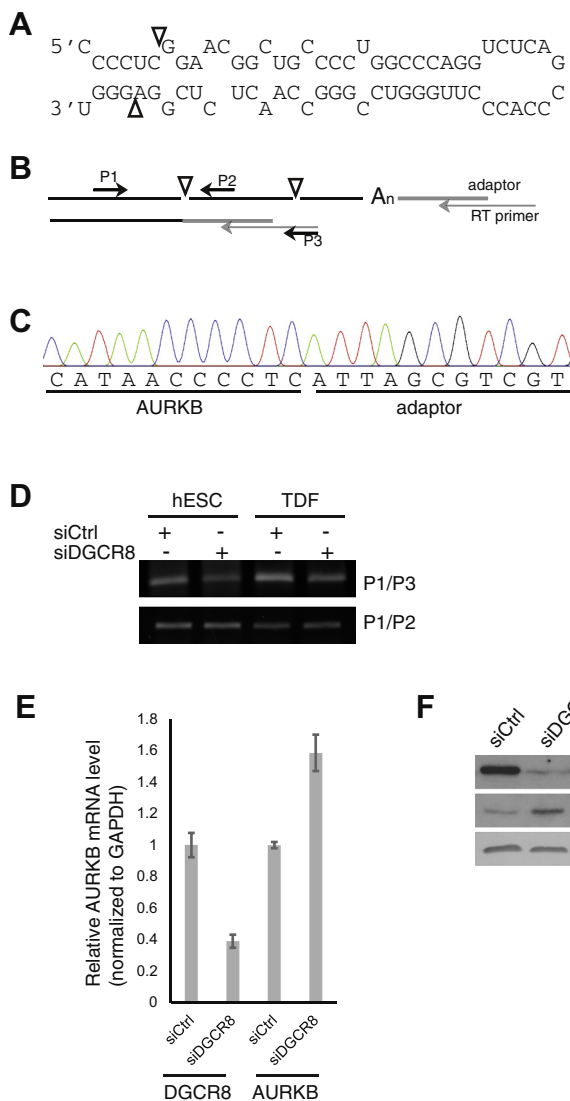 A
5'C G AC C C U UCUCA
CCCUC GA GG UG CCC GGCCCAGG G
GGGAG CU UC AC GGG CUGGGUUC C
3'U G C A C CCACC
B
P1 P2 An adaptor
RT primer
P3
C
C A T A A C C C C T C A T T A G C G T C G T
AURKB adaptor
D
hESC TDF
siCtrl + - + -
siDGCR8 - + - +
P1/P3
P1/P2
E
Relative AURKB mRNA level
(normalized to GAPDH)
1.8
1.6
1.4
1.2
1
0.8
0.6
0.4
0.2
0
siCtrl siDGCR8 siCtrl siDGCR8
DGCR8 AURKB
F
siCtrl siDG